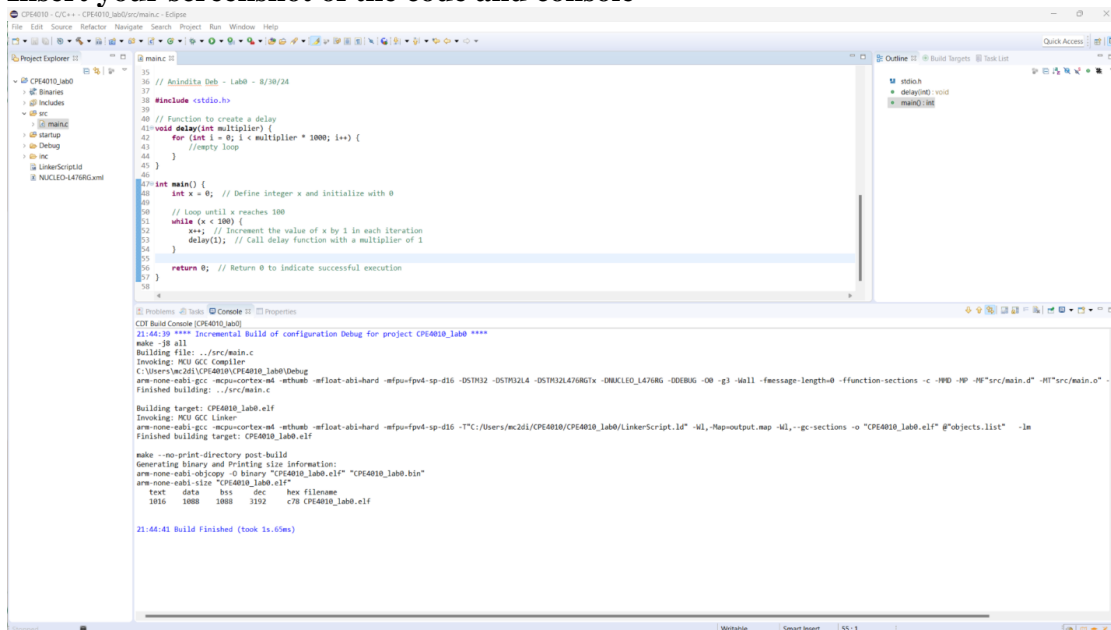 Insert your screenshot of the code and console
CPE4010 - C/C++ - CPE4010_lab0/src/main.c - Eclipse
File Edit Source Refactor Navigate Search Project Run Window Help
Quick Access
Project Explorer
main.c
Outline Build Targets Task List
CPE4010_lab0
Binaries
Includes
src
main.c
startup
Debug
inc
LinkerScript.ld
NUCLEO-L476RG.xml
35
36 // Anindita Deb - Lab0 - 8/30/24
37
38 #include <stdio.h>
39
40 // Function to create a delay
41 void delay(int multiplier) {
42 for (int i = 0; i < multiplier * 1000; i++) {
43 //empty loop
44 }
45 }
46
47 int main() {
48 int x = 0; // Define integer x and initialize with 0
49
50 // Loop until x reaches 100
51 while (x < 100) {
52 x++; // Increment the value of x by 1 in each iteration
53 delay(1); // Call delay function with a multiplier of 1
54 }
55
56 return 0; // Return 0 to indicate successful execution
57 }
58
stdio.h
delay(int) : void
main() : int
Problems Tasks Console Properties
CDT Build Console [CPE4010_lab0]
21:44:39 **** Incremental Build of configuration Debug for project CPE4010_lab0 ****
make -j8 all
Building file: ../src/main.c
Invoking: MCU GCC Compiler
C:\Users\mc2di\CPE4010\CPE4010_lab0\Debug
arm-none-eabi-gcc -mcpu=cortex-m4 -mthumb -mfloat-abi=hard -mfpu=fpv4-sp-d16 -DSTM32 -DSTM32L4 -DSTM32L476RGTx -DNUCLEO_L476RG -DDEBUG -O0 -g3 -Wall -fmessage-length=0 -ffunction-sections -c -MMD -MP -MF"src/main.d" -MT"src/main.o" -
Finished building: ../src/main.c
Building target: CPE4010_lab0.elf
Invoking: MCU GCC Linker
arm-none-eabi-gcc -mcpu=cortex-m4 -mthumb -mfloat-abi=hard -mfpu=fpv4-sp-d16 -T"C:/Users/mc2di/CPE4010/CPE4010_lab0/LinkerScript.ld" -Wl,-Map=output.map -Wl,--gc-sections -o "CPE4010_lab0.elf" @"objects.list" -lm
Finished building target: CPE4010_lab0.elf
make --no-print-directory post-build
Generating binary and Printing size information:
arm-none-eabi-objcopy -O binary "CPE4010_lab0.elf" "CPE4010_lab0.bin"
arm-none-eabi-size "CPE4010_lab0.elf"
text data bss dec hex filename
1016 1088 1088 3192 c78 CPE4010_lab0.elf
21:44:41 Build Finished (took 1s.65ms)
Writable Smart Insert 55 : 1